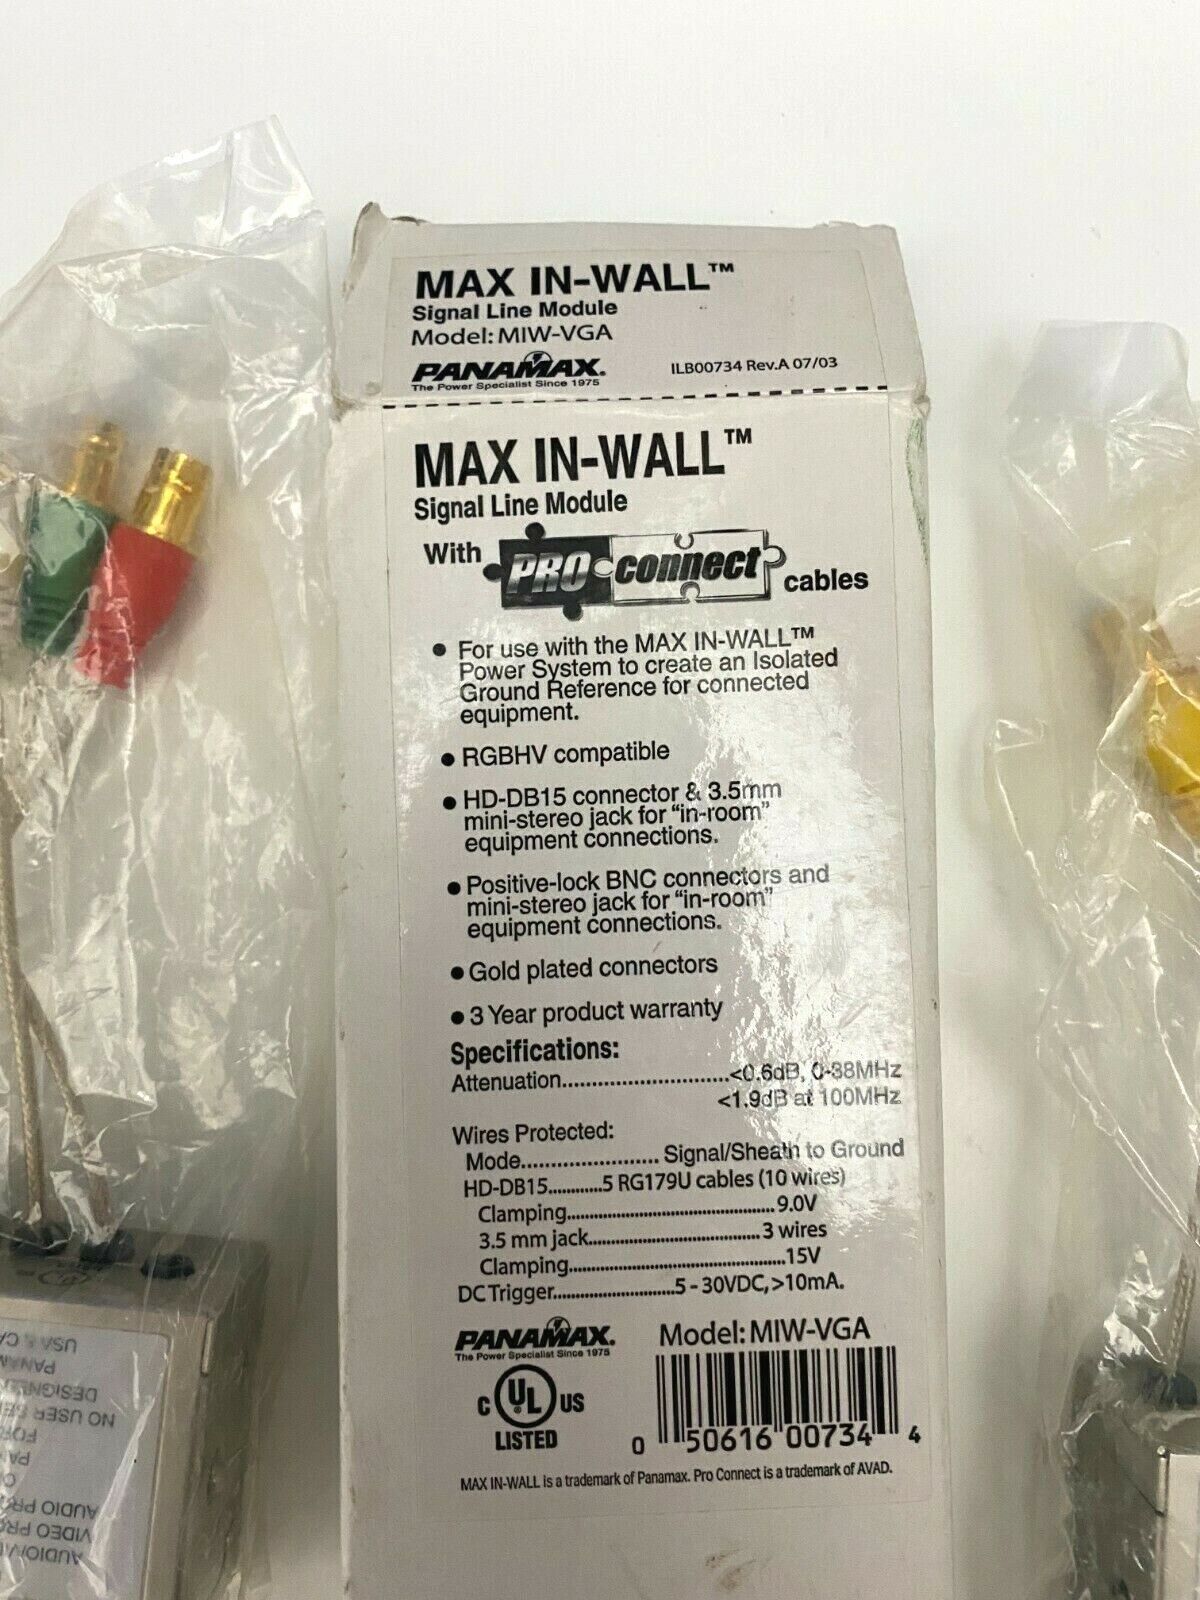 MAX IN-WALL™
Signal Line Module
Model: MIW-VGA
PANAMAX.
The Power Specialist Since 1975
ILB00734 Rev.A 07/03
MAX IN-WALL™
Signal Line Module
With PRO connect cables
• For use with the MAX IN-WALL™
Power System to create an Isolated
Ground Reference for connected
equipment.
• RGBHV compatible
• HD-DB15 connector & 3.5mm
mini-stereo jack for “in-room”
equipment connections.
• Positive-lock BNC connectors and
mini-stereo jack for “in-room”
equipment connections.
• Gold plated connectors
• 3 Year product warranty
Specifications:
Attenuation............................<0.6dB, 0-88MHz
<1.9dB at 100MHz
Wires Protected:
Mode....................... Signal/Sheath to Ground
HD-DB15............5 RG179U cables (10 wires)
Clamping.............................................9.0V
3.5 mm jack.....................................3 wires
Clamping...............................................15V
DC Trigger..........................5 - 30VDC, >10mA.
PANAMAX.
The Power Specialist Since 1975
Model: MIW-VGA
C UL US
LISTED
0 50616 00734 4
MAX IN-WALL is a trademark of Panamax. Pro Connect is a trademark of AVAD.
USA &
NO USER
AUDIO
VIDEO